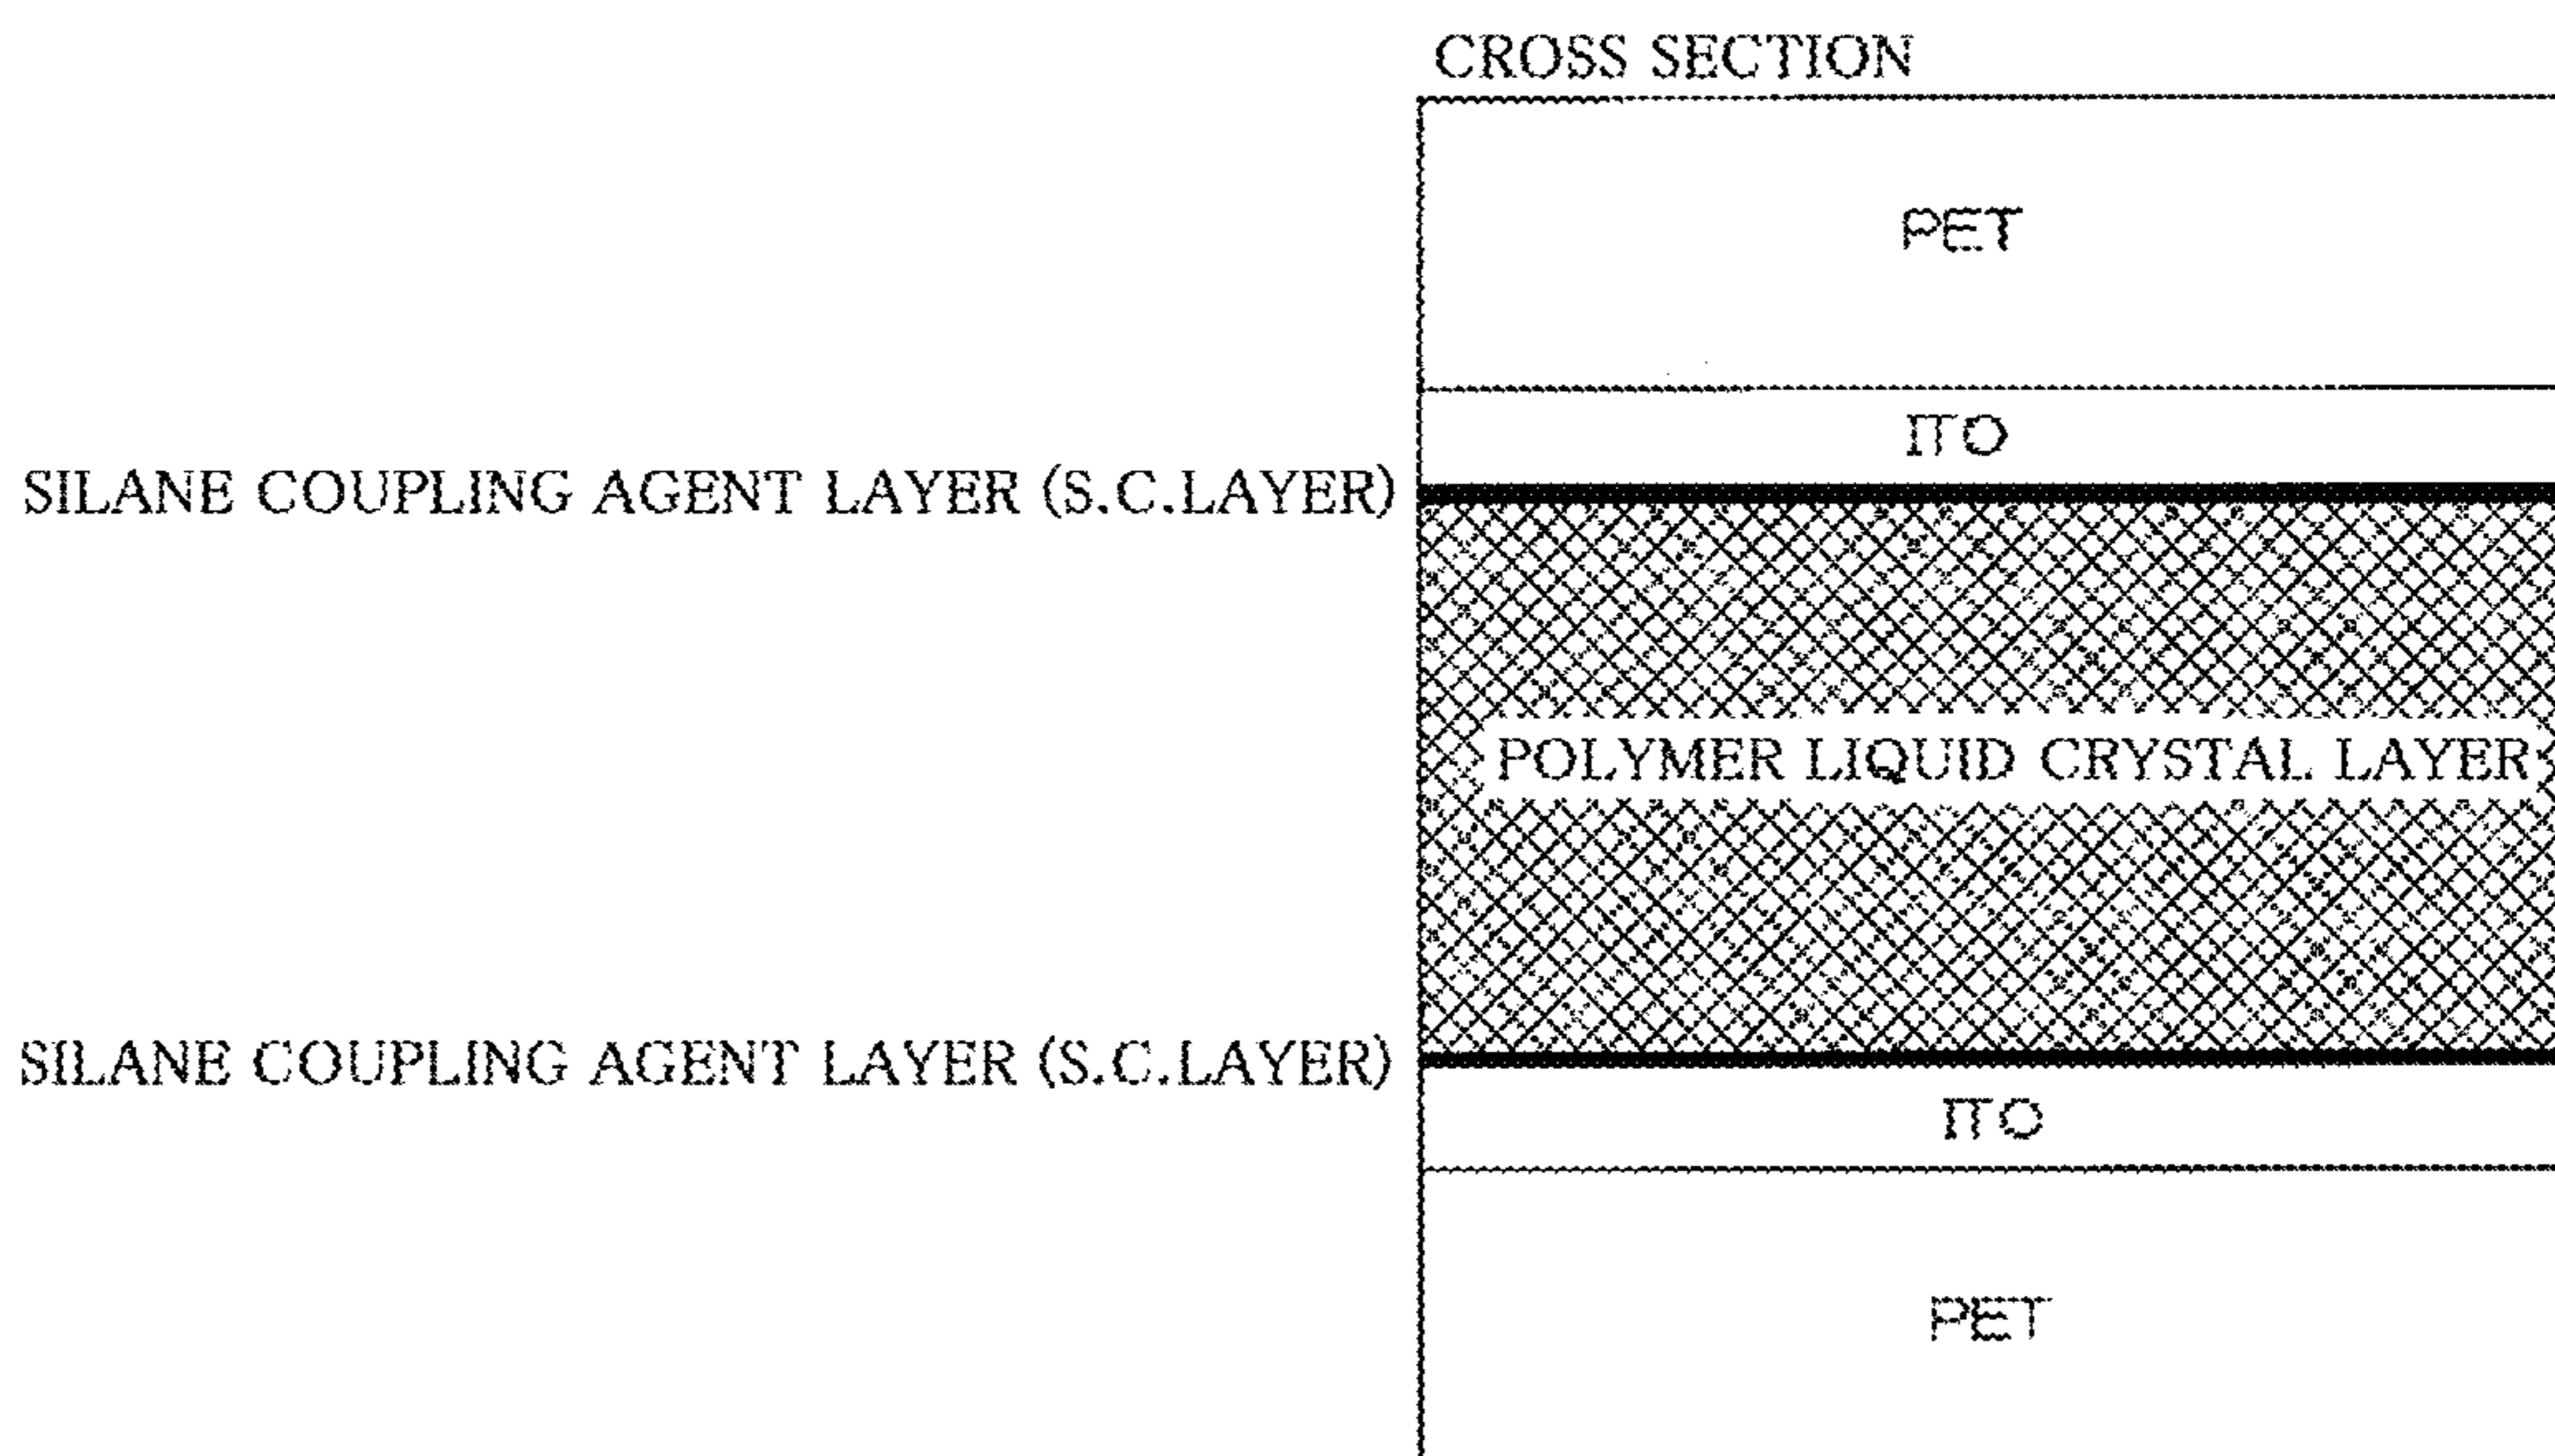 CROSS SECTION
PET
ITO
SILANE COUPLING AGENT LAYER (S.C.LAYER)
POLYMER LIQUID CRYSTAL LAYER
SILANE COUPLING AGENT LAYER (S.C.LAYER)
ITO
PET